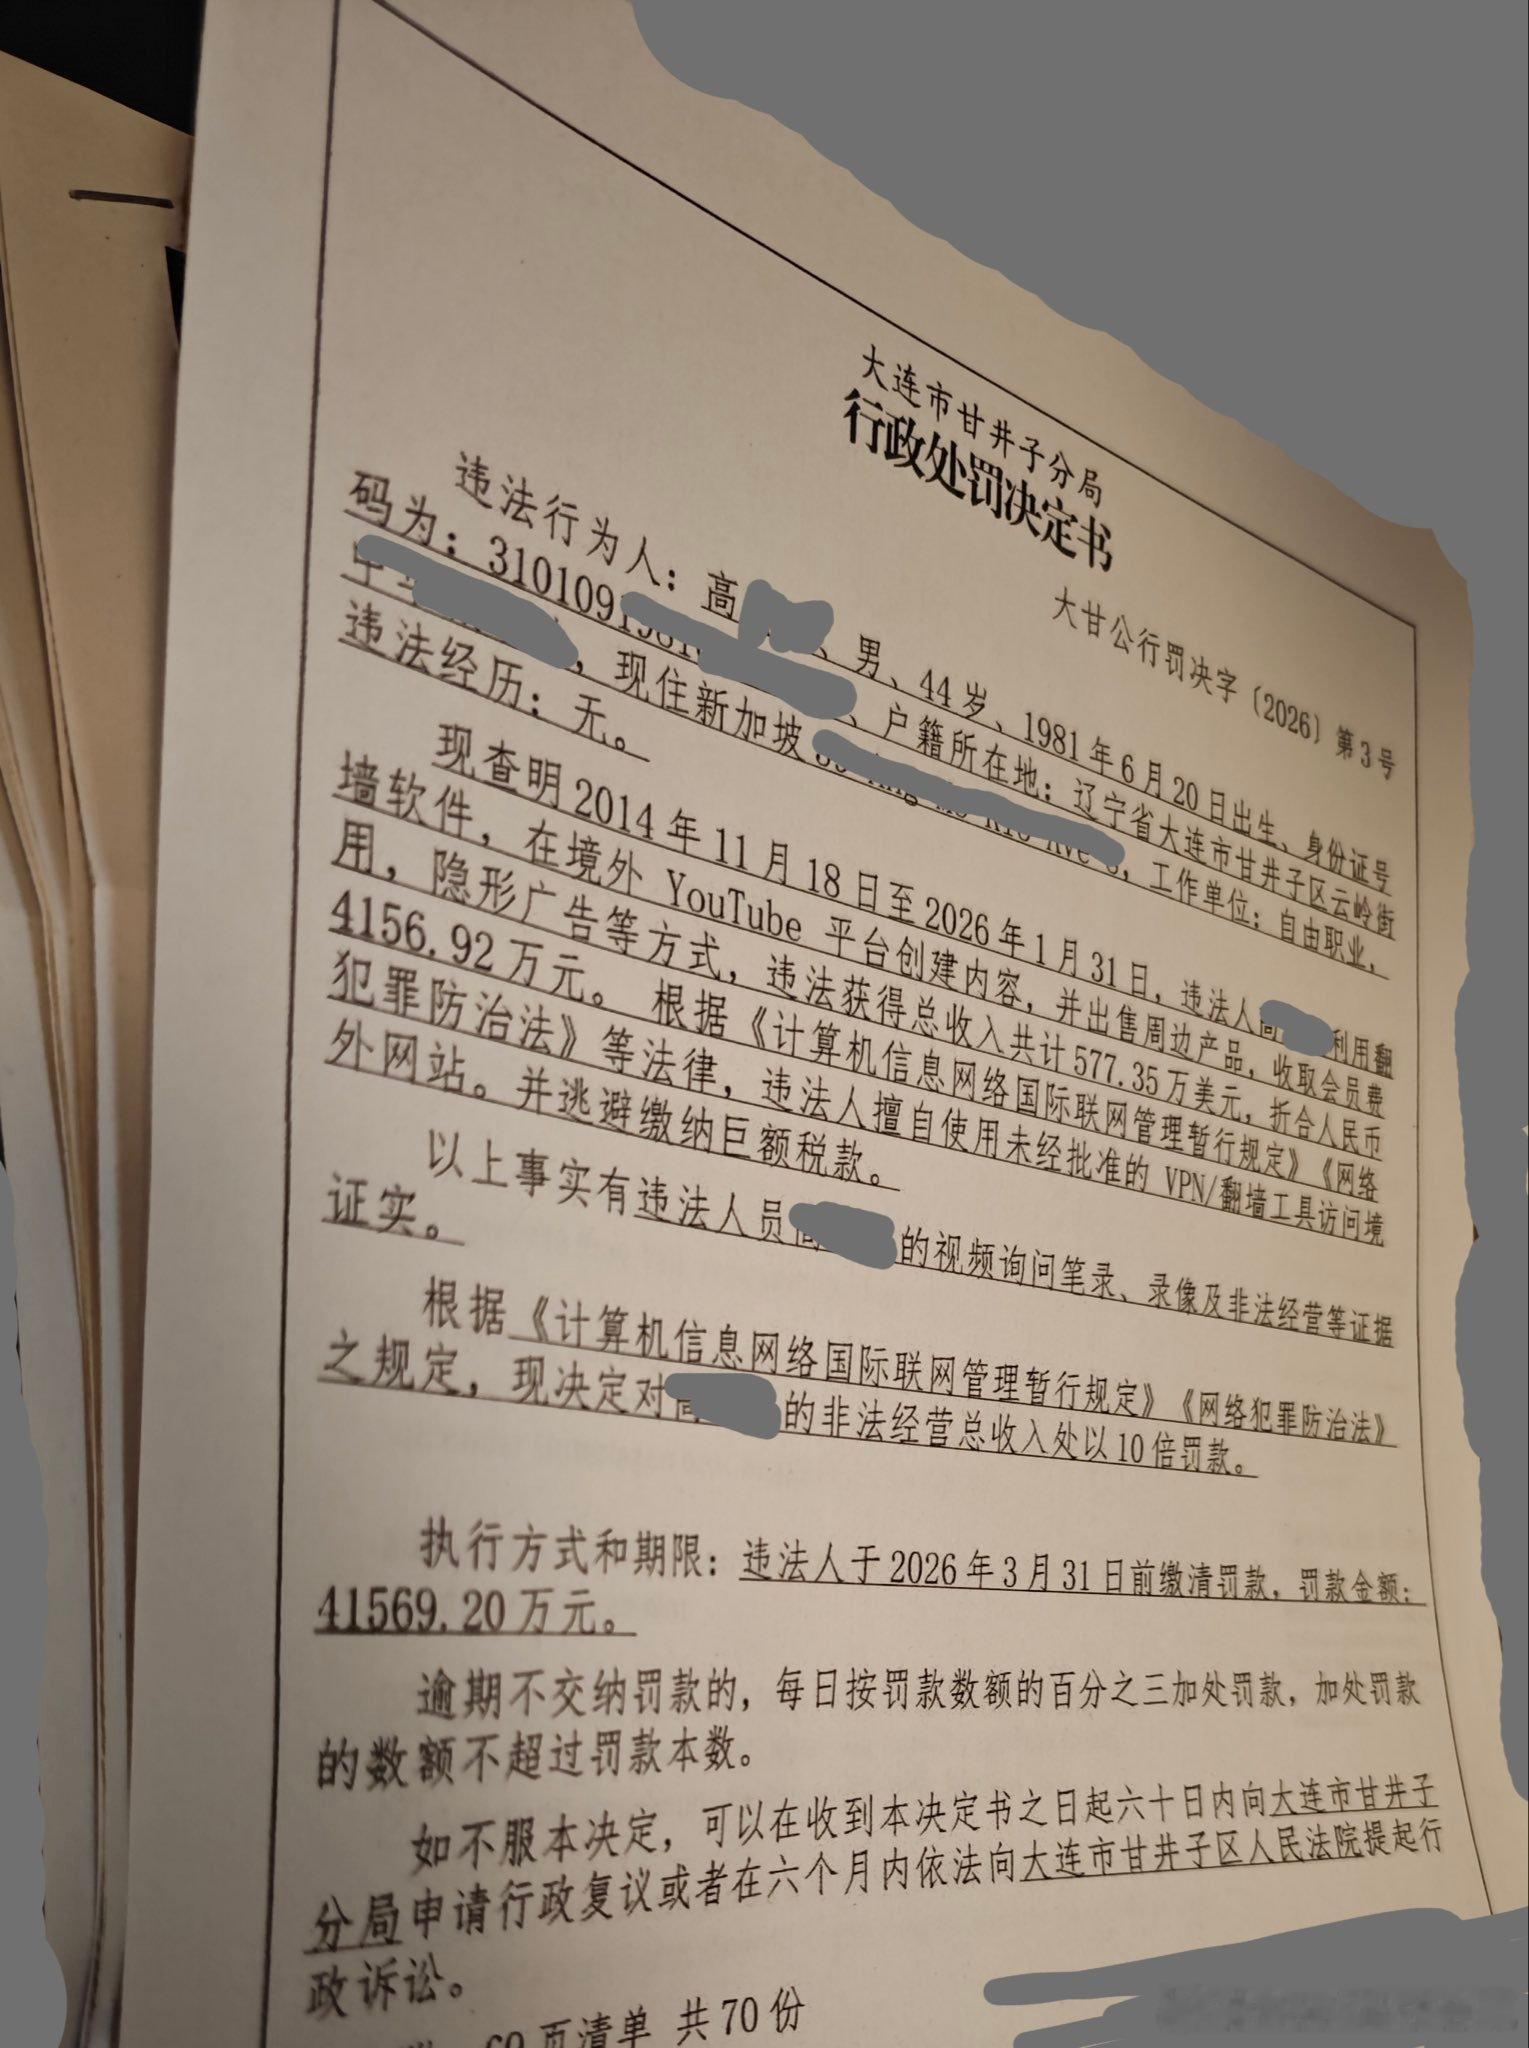 大连市甘井子分局
行政处罚决定书
大甘公行罚决字〔2026〕第3号
违法行为人：高、男、44岁、1981年6月20日出生、身份证号
码为：310109、户籍所在地：辽宁省大连市甘井子区云岭街
，现住新加坡，工作单位：自由职业，
违法经历：无。
现查明2014年11月18日至2026年1月31日，违法人高利用翻
墙软件，在境外 YouTube 平台创建内容，并出售周边产品，收取会员费
用，隐形广告等方式，违法获得总收入共计577.35万美元，折合人民币
4156.92万元。 根据《计算机信息网络国际联网管理暂行规定》《网络
犯罪防治法》等法律，违法人擅自使用未经批准的 VPN/翻墙工具访问境
外网站。并逃避缴纳巨额税款。
以上事实有违法人员高的视频询问笔录、录像及非法经营等证据
证实。
根据《计算机信息网络国际联网管理暂行规定》《网络犯罪防治法》
之规定，现决定对高的非法经营总收入处以10倍罚款。
执行方式和期限：违法人于2026年3月31日前缴清罚款，罚款金额：
41569.20万元。
逾期不交纳罚款的，每日按罚款数额的百分之三加处罚款，加处罚款
的数额不超过罚款本数。
如不服本决定，可以在收到本决定书之日起六十日内向大连市甘井子
分局申请行政复议或者在六个月内依法向大连市甘井子区人民法院提起行
政诉讼。
页清单 共70份